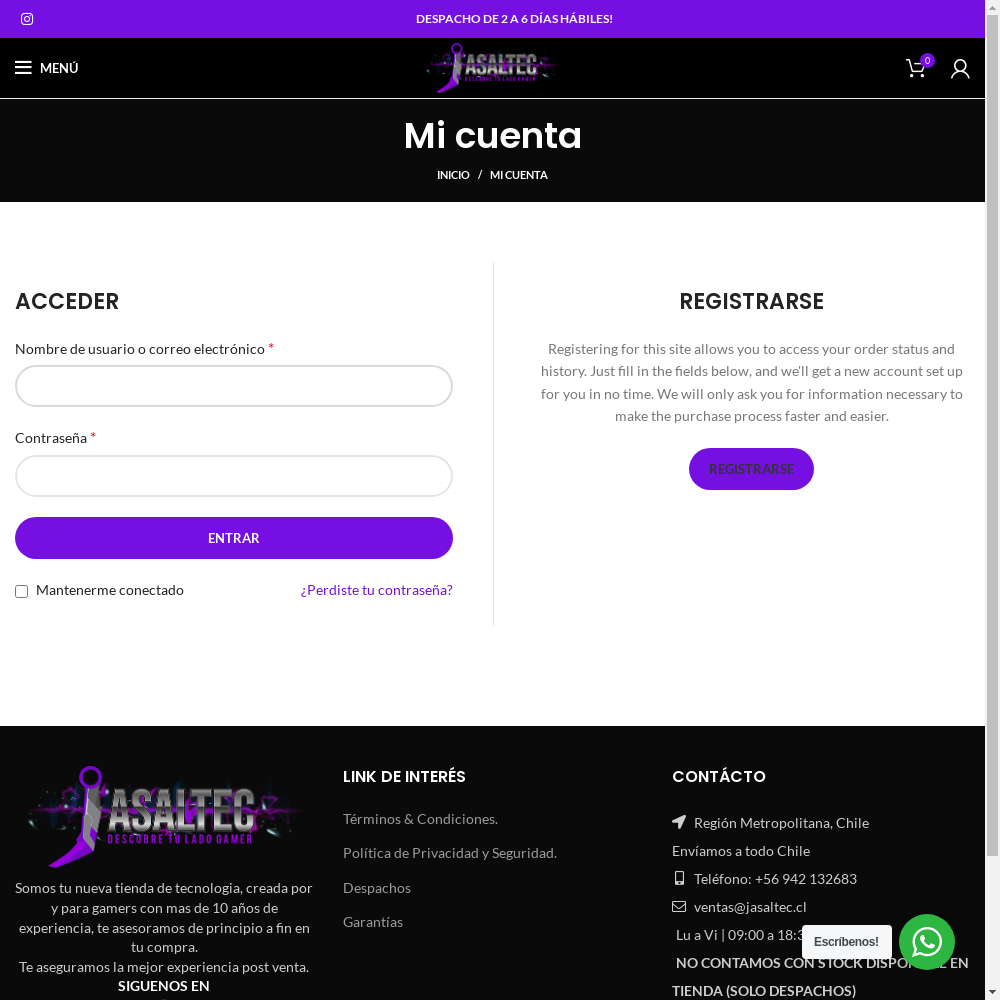 DESPACHO DE 2 A 6 DÍAS HÁBILES!
MENÚ
JASALTEC
DESCUBRE TU LADO GAMER
0
Mi cuenta
INICIO / MI CUENTA
ACCEDER
Nombre de usuario o correo electrónico *
Contraseña *
ENTRAR
Mantenerme conectado
¿Perdiste tu contraseña?
REGISTRARSE
Registering for this site allows you to access your order status and
history. Just fill in the fields below, and we'll get a new account set up
for you in no time. We will only ask you for information necessary to
make the purchase process faster and easier.
REGISTRARSE
JASALTEC
DESCOBRE TU LADO GAMER
Somos tu nueva tienda de tecnologia, creada por
y para gamers con mas de 10 años de
experiencia, te asesoramos de principio a fin en
tu compra.
Te aseguramos la mejor experiencia post venta.
SIGUENOS EN
LINK DE INTERÉS
Términos & Condiciones.
Política de Privacidad y Seguridad.
Despachos
Garantías
CONTÁCTO
Región Metropolitana, Chile
Envíamos a todo Chile
Teléfono: +56 942 132683
ventas@jasaltec.cl
Lu a Vi | 09:00 a 18:3
Escríbenos!
NO CONTAMOS CON STOCK DISPONIBLE EN
TIENDA (SOLO DESPACHOS)